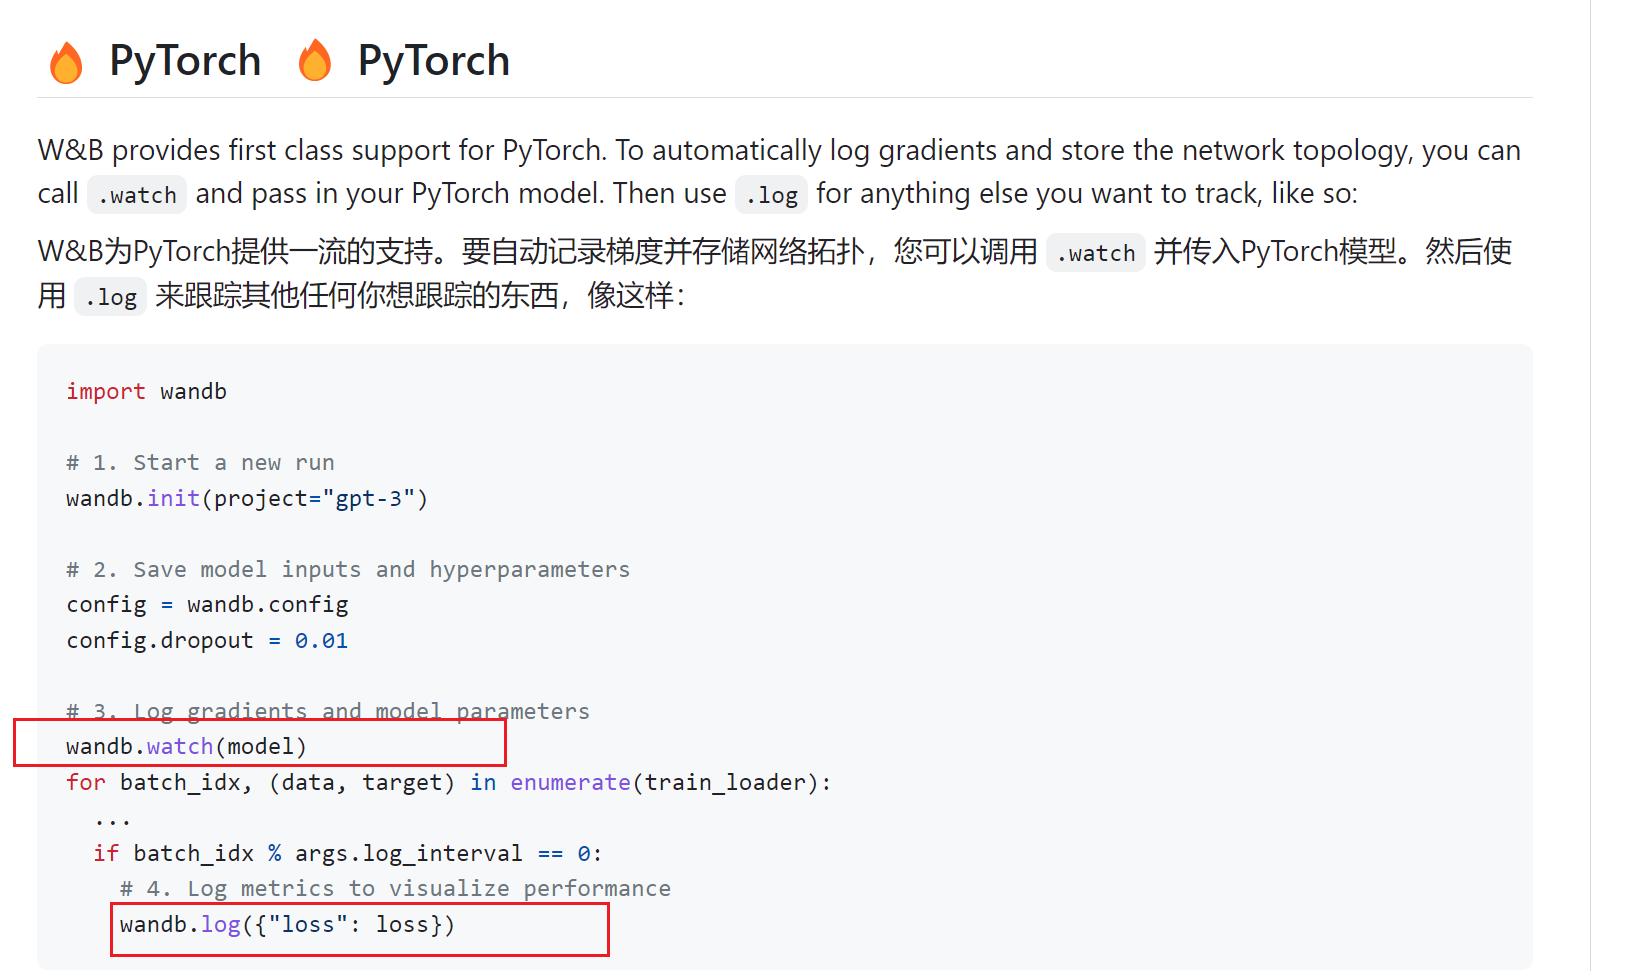 🔥 PyTorch 🔥 PyTorch
W&B provides first class support for PyTorch. To automatically log gradients and store the network topology, you can
call .watch and pass in your PyTorch model. Then use .log for anything else you want to track, like so:
W&B为PyTorch提供一流的支持。要自动记录梯度并存储网络拓扑，您可以调用 .watch 并传入PyTorch模型。然后使
用 .log 来跟踪其他任何你想跟踪的东西，像这样：
import wandb
# 1. Start a new run
wandb.init(project="gpt-3")
# 2. Save model inputs and hyperparameters
config = wandb.config
config.dropout = 0.01
# 3. Log gradients and model parameters
wandb.watch(model)
for batch_idx, (data, target) in enumerate(train_loader):
  ...
  if batch_idx % args.log_interval == 0:
    # 4. Log metrics to visualize performance
    wandb.log({"loss": loss})